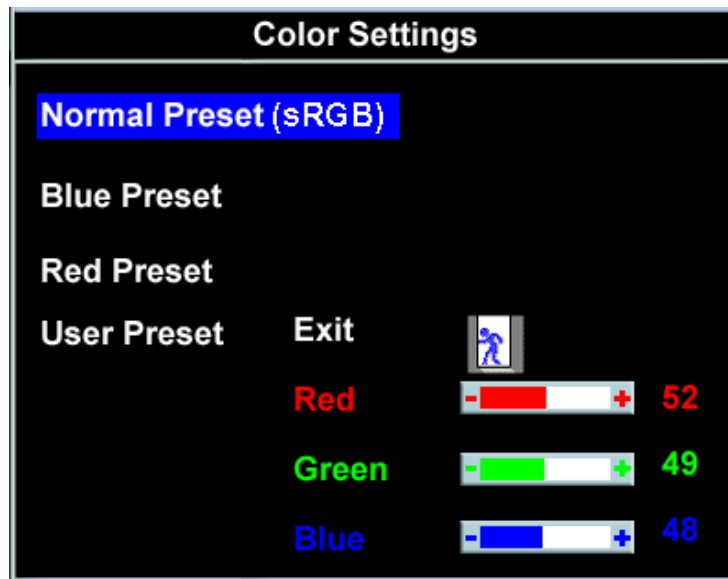 Color Settings
Normal Preset (sRGB)
Blue Preset
Red Preset
User Preset Exit
Red - + 52
Green - + 49
Blue - + 48